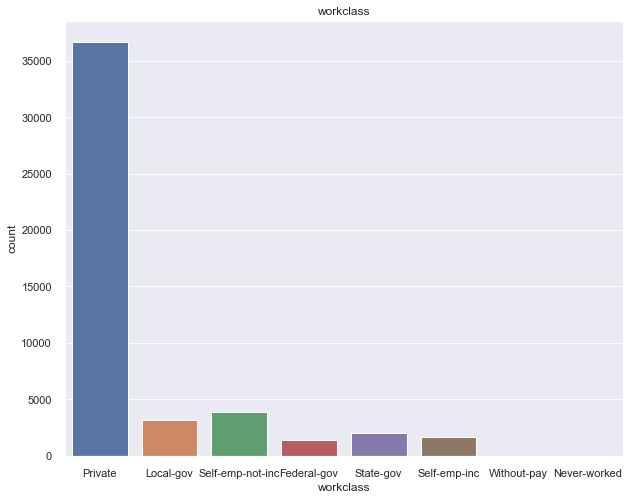 workclass
35000
30000
25000
20000
15000
10000
5000
0
count
Private Local-gov Self-emp-not-inc Federal-gov State-gov Self-emp-inc Without-pay Never-worked
workclass